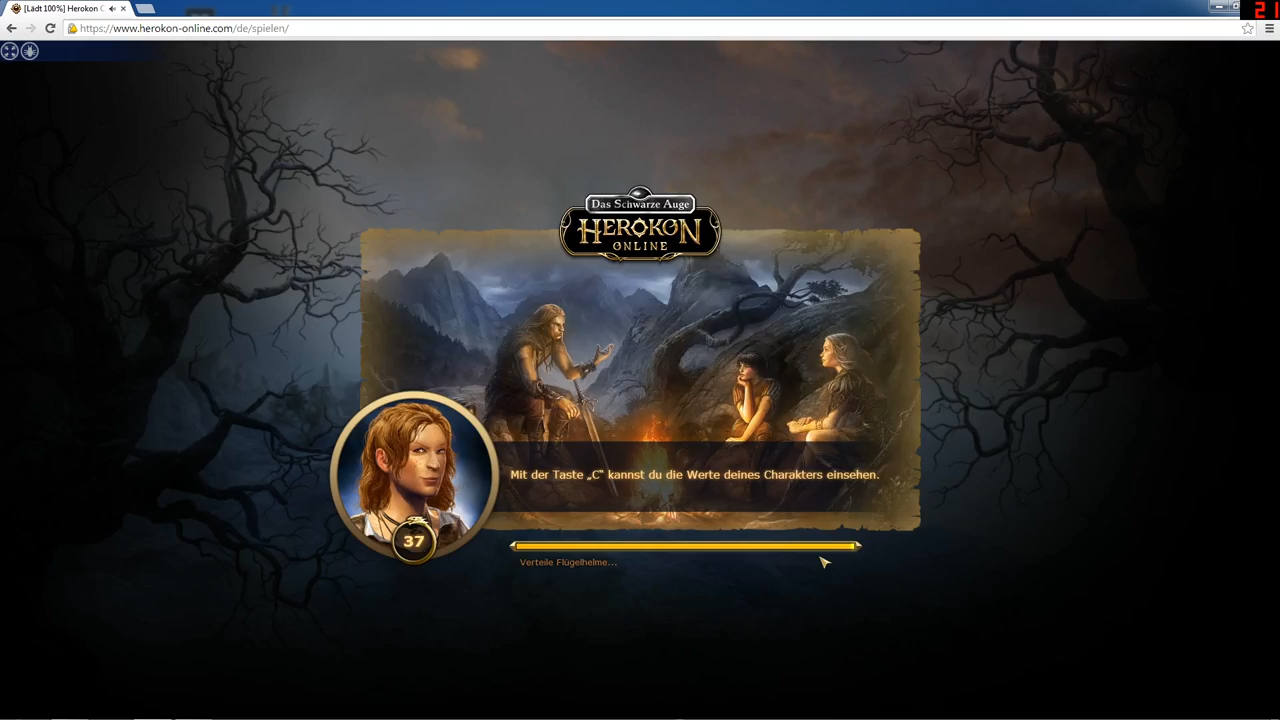 [Lädt 100%] Herokon C
21
https://www.herokon-online.com/de/spielen/
Das Schwarze Auge
HEROKON
ONLINE
Mit der Taste „C“ kannst du die Werte deines Charakters einsehen.
37
Verteile Flügelhelme...